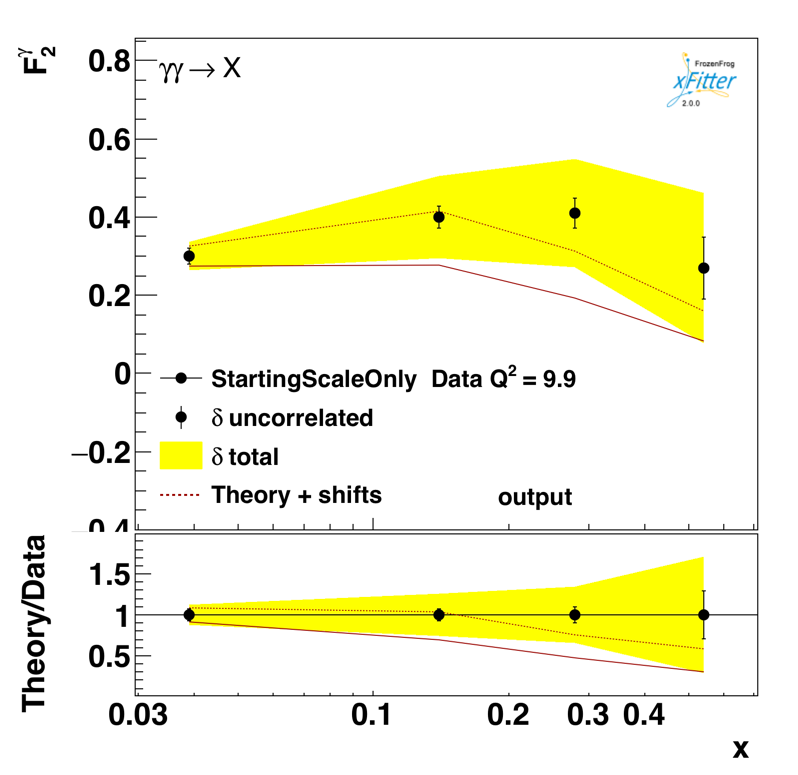 F₂^γ
0.8
γγ → X
FrozenFrog
xFitter
2.0.0
0.6
0.4
0.2
0
StartingScaleOnly Data Q² = 9.9
δ uncorrelated
−0.2
δ total
Theory + shifts
output
Theory/Data
1.5
1
0.5
0.03
0.1
0.2
0.3
0.4
x